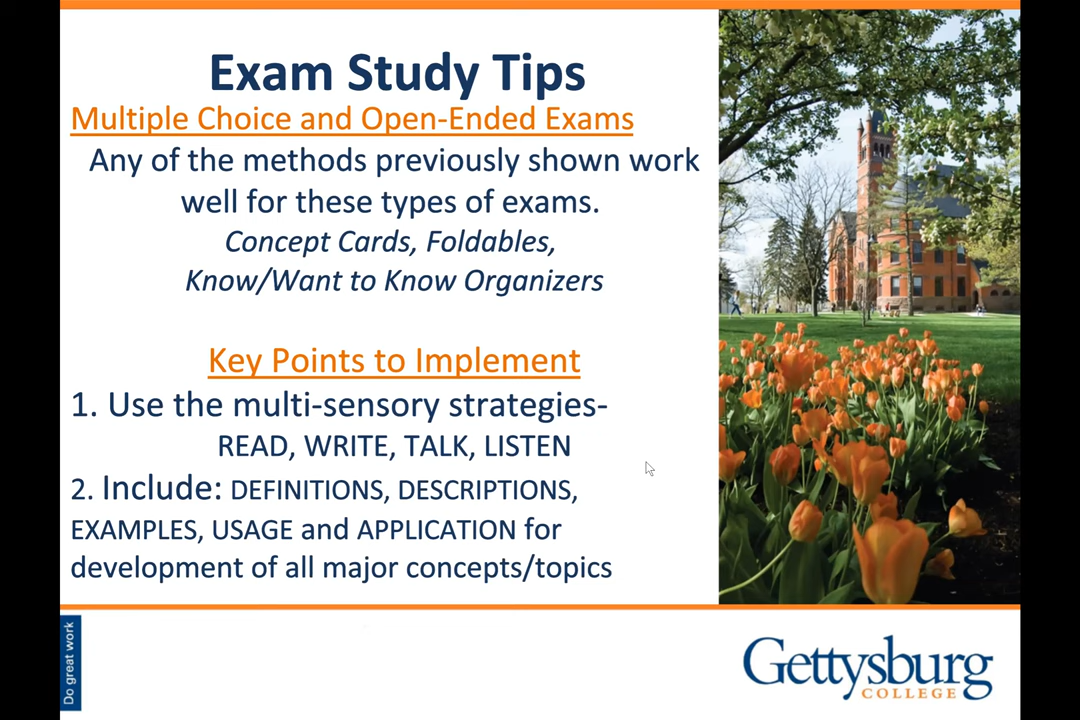 Exam Study Tips
Multiple Choice and Open-Ended Exams
Any of the methods previously shown work
well for these types of exams.
Concept Cards, Foldables,
Know/Want to Know Organizers
Key Points to Implement
1. Use the multi-sensory strategies-
READ, WRITE, TALK, LISTEN
2. Include: DEFINITIONS, DESCRIPTIONS,
EXAMPLES, USAGE and APPLICATION for
development of all major concepts/topics
Do great work
Gettysburg
COLLEGE